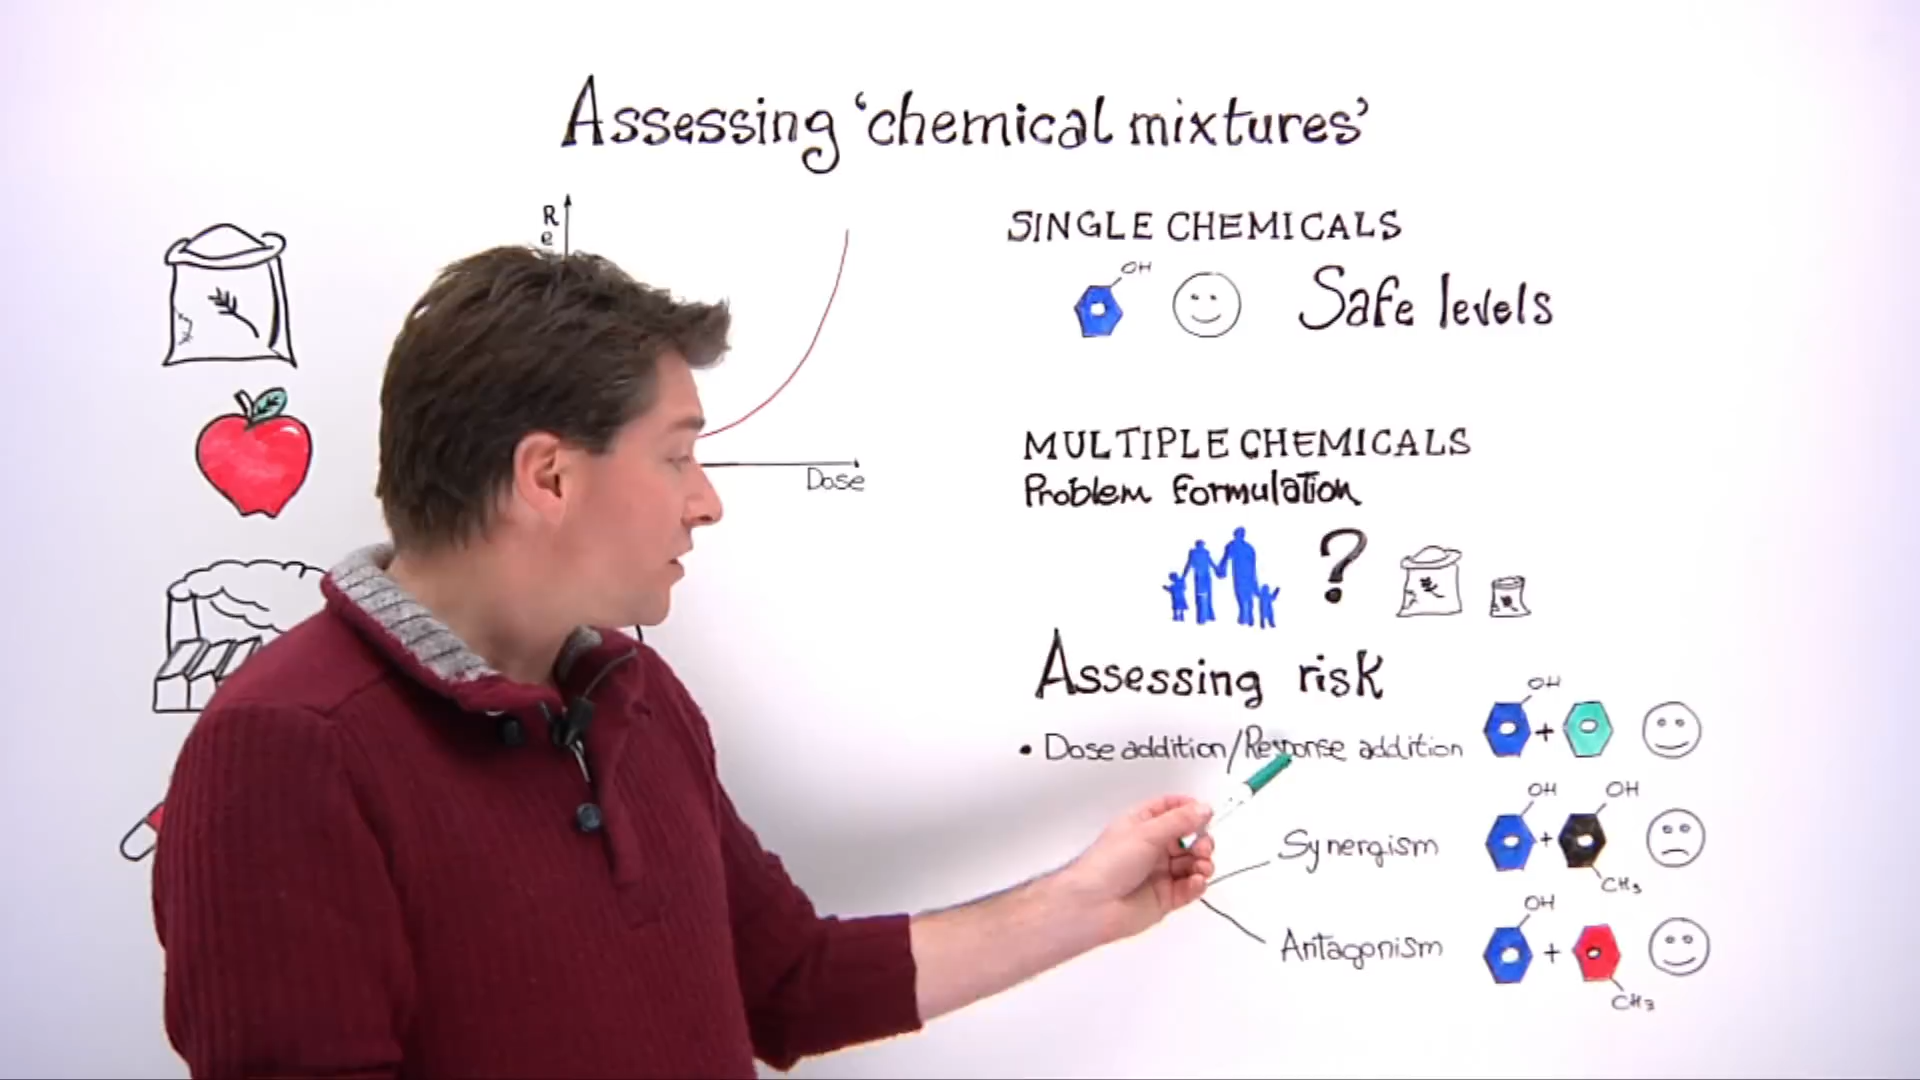 Assessing ‘chemical mixtures’
R
e
Dose
SINGLE CHEMICALS
OH
Safe levels
MULTIPLE CHEMICALS
Problem formulation
?
Assessing risk
OH
+
• Dose addition/Response addition
OH
OH
+
Synergism
CH3
OH
+
Antagonism
CH3